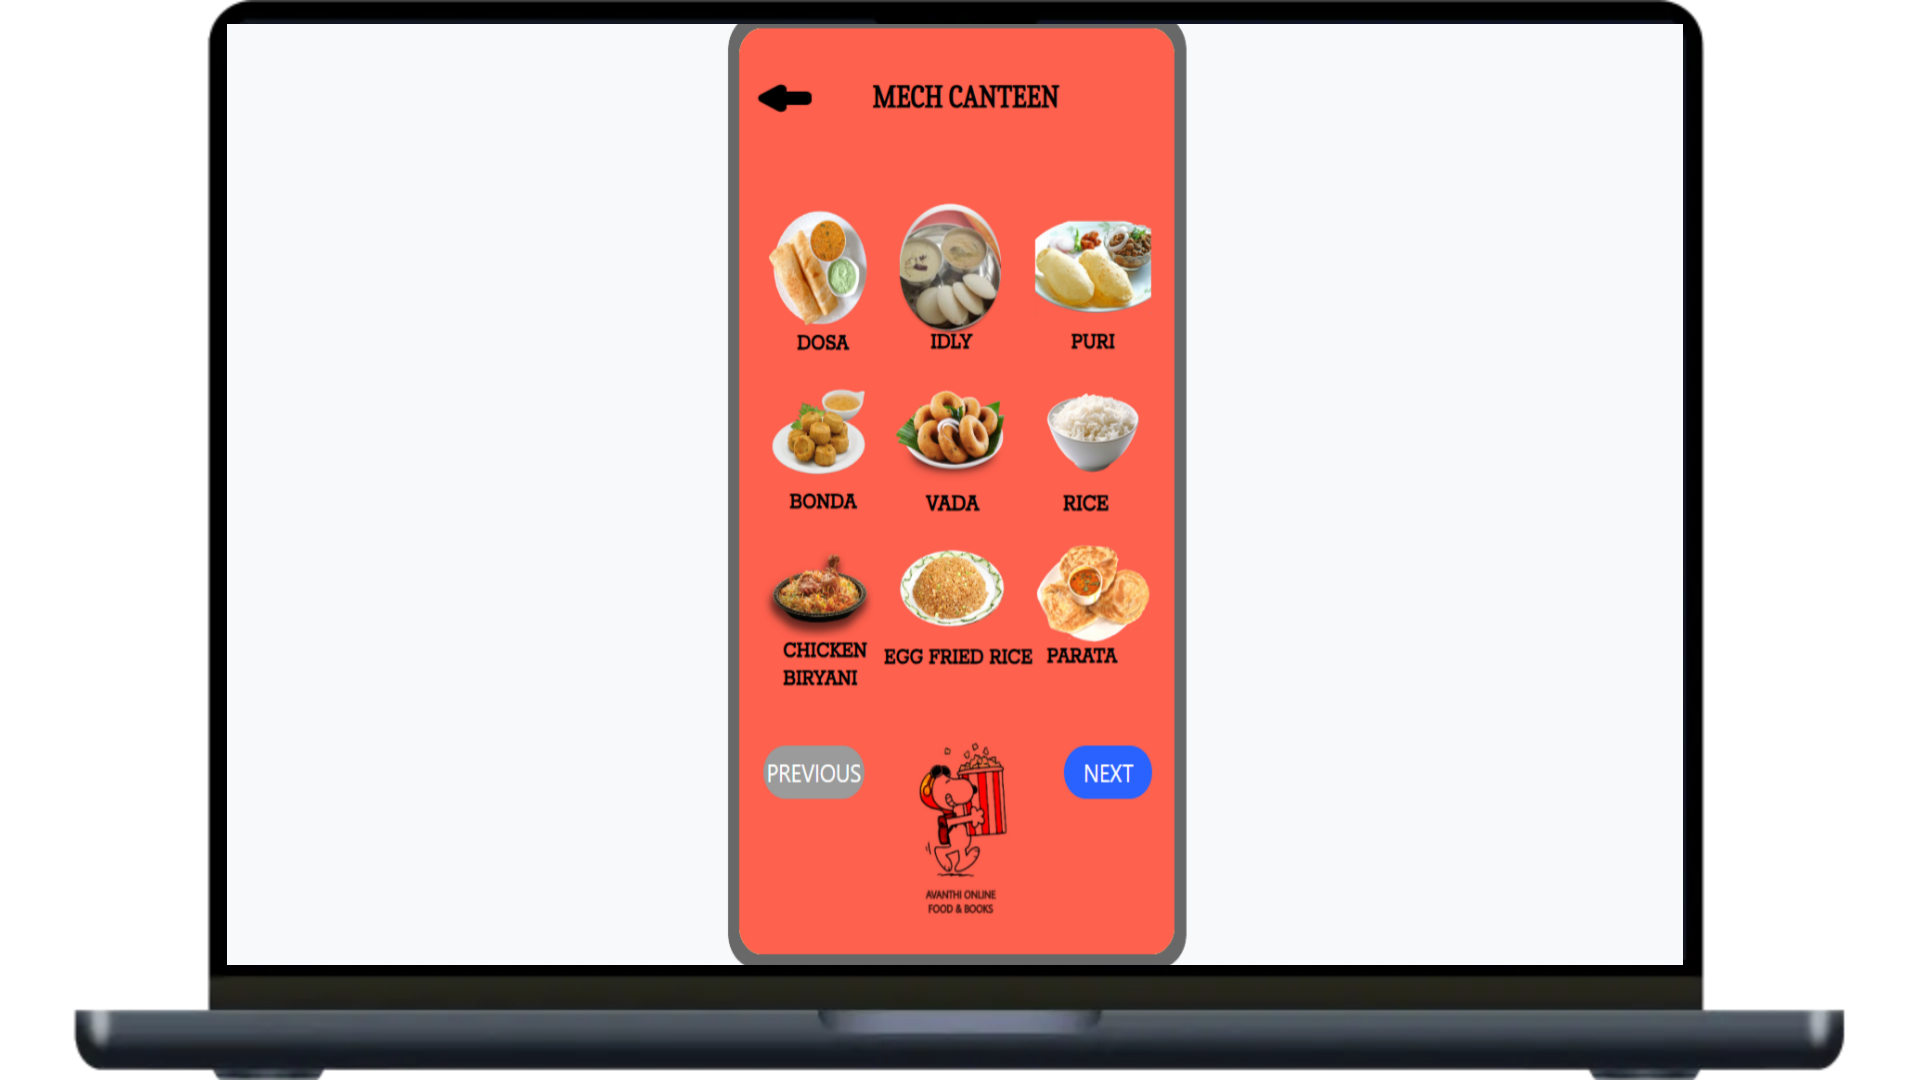 MECH CANTEEN
DOSA
IDLY
PURI
BONDA
VADA
RICE
CHICKEN
BIRYANI
EGG FRIED RICE
PARATA
PREVIOUS
NEXT
AVANTHI ONLINE
FOOD & BOOKS